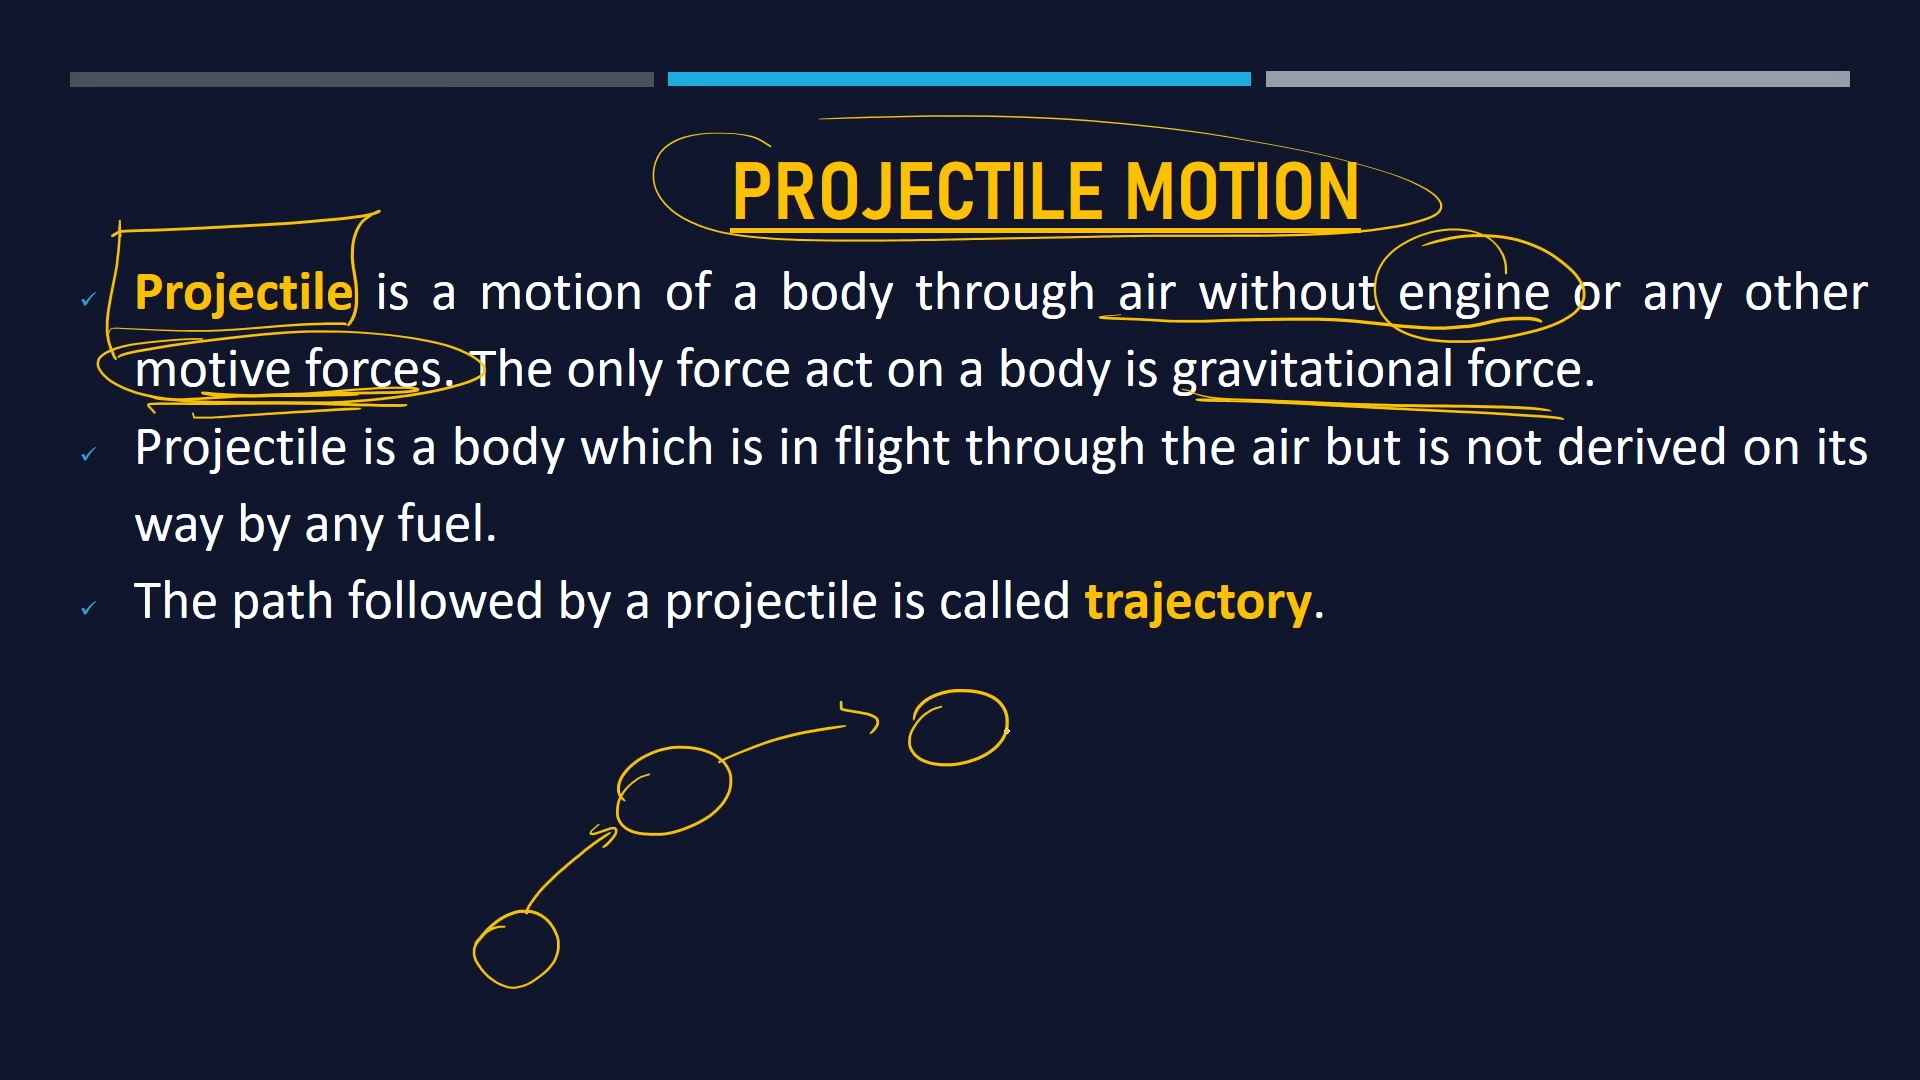 PROJECTILE MOTION
Projectile is a motion of a body through air without engine or any other
motive forces. The only force act on a body is gravitational force.
Projectile is a body which is in flight through the air but is not derived on its
way by any fuel.
The path followed by a projectile is called trajectory.